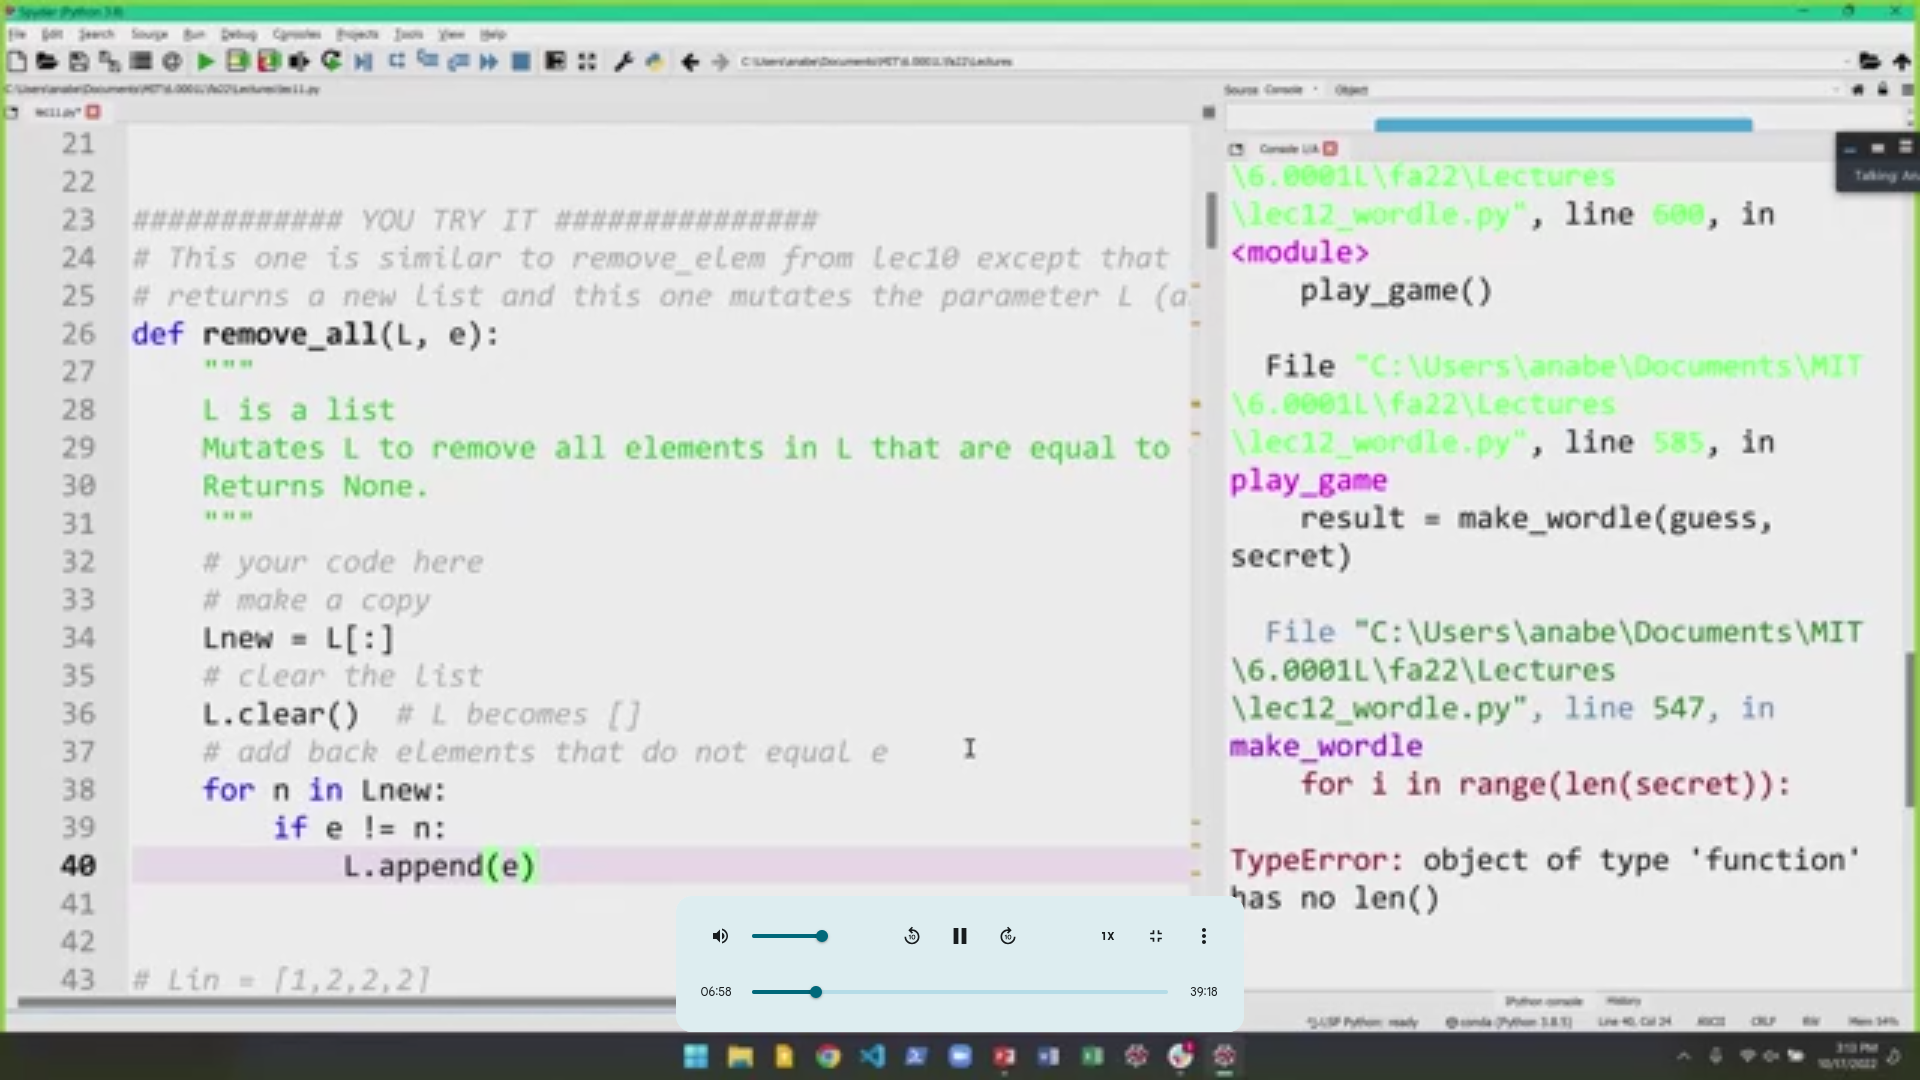 Spyder (Python 3.8)
File Edit Search Source Run Debug Consoles Projects Tools View Help
C:\Users\anabe\Documents\MIT\6.0001L\fa22\Lectures
C:\Users\anabe\Documents\MIT\6.0001L\fa22\Lectures\lec11.py
lec11.py*
21
22
23 ############ YOU TRY IT ###############
24 # This one is similar to remove_elem from lec10 except that
25 # returns a new list and this one mutates the parameter L (a
26 def remove_all(L, e):
27 """
28 L is a list
29 Mutates L to remove all elements in L that are equal to
30 Returns None.
31 """
32 # your code here
33 # make a copy
34 Lnew = L[:]
35 # clear the list
36 L.clear()  # L becomes []
37 # add back elements that do not equal e
38 for n in Lnew:
39 if e != n:
40 L.append(e)
41
42
43 # Lin = [1,2,2,2]
Source Console Object
Console 1/A
Talking: An
\6.0001L\fa22\Lectures
\lec12_wordle.py", line 600, in
<module>
play_game()
File "C:\Users\anabe\Documents\MIT
\6.0001L\fa22\Lectures
\lec12_wordle.py", line 585, in
play_game
result = make_wordle(guess,
secret)
File "C:\Users\anabe\Documents\MIT
\6.0001L\fa22\Lectures
\lec12_wordle.py", line 547, in
make_wordle
for i in range(len(secret)):
TypeError: object of type 'function'
has no len()
10 10 1X
06:58 39:18
IPython console History
LSP Python: ready conda (Python 3.8.5) Line 40, Col 24 ASCII CRLF RW Mem 54%
3:13 PM
10/17/2022